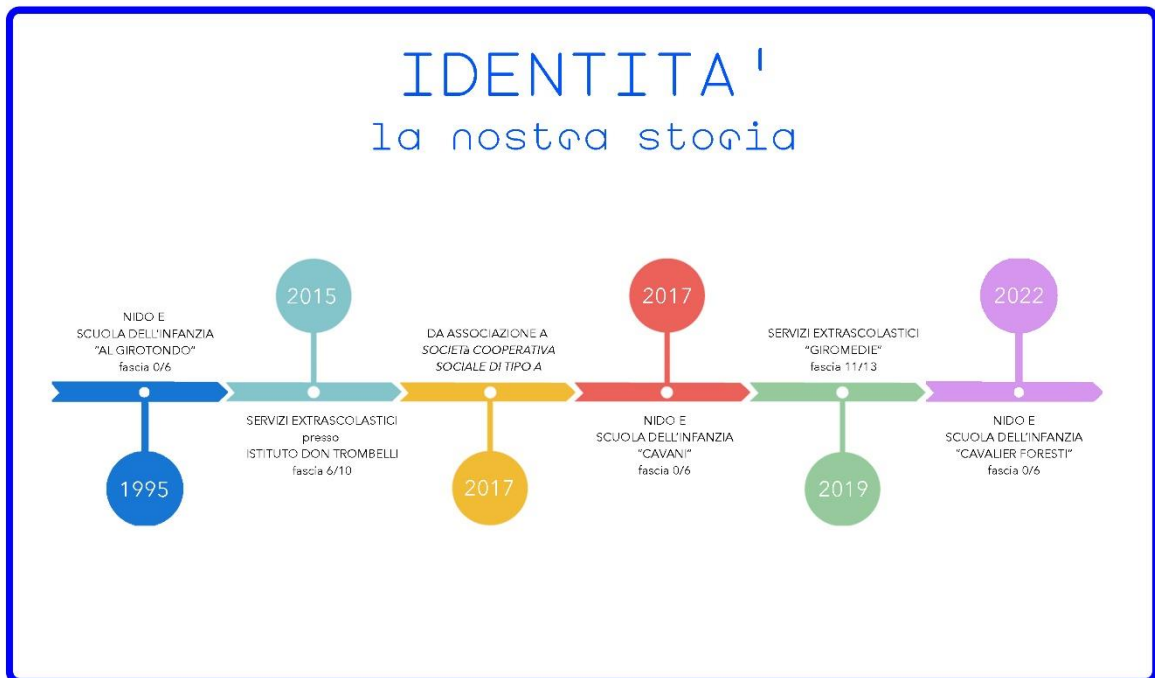 IDENTITA'
la nostra storia
NIDO E
SCUOLA DELL'INFANZIA
"AL GIROTONDO"
fascia 0/6
1995
2015
SERVIZI EXTRASCOLASTICI
presso
ISTITUTO DON TROMBELLI
fascia 6/10
DA ASSOCIAZIONE A
SOCIETà COOPERATIVA
SOCIALE DI TIPO A
2017
2017
NIDO E
SCUOLA DELL'INFANZIA
"CAVANI"
fascia 0/6
SERVIZI EXTRASCOLASTICI
"GIROMEDIE"
fascia 11/13
2019
2022
NIDO E
SCUOLA DELL'INFANZIA
"CAVALIER FORESTI"
fascia 0/6